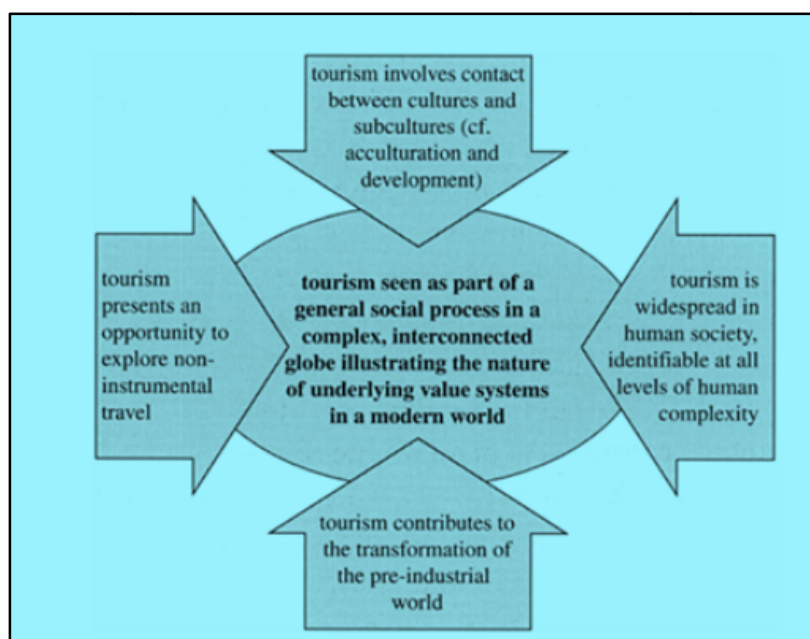 tourism involves contact
between cultures and
subcultures (cf.
acculturation and
development)
tourism
presents an
opportunity to
explore non-
instrumental
travel
tourism seen as part of a
general social process in a
complex, interconnected
globe illustrating the nature
of underlying value systems
in a modern world
tourism is
widespread in
human society,
identifiable at all
levels of human
complexity
tourism contributes to
the transformation of
the pre-industrial
world